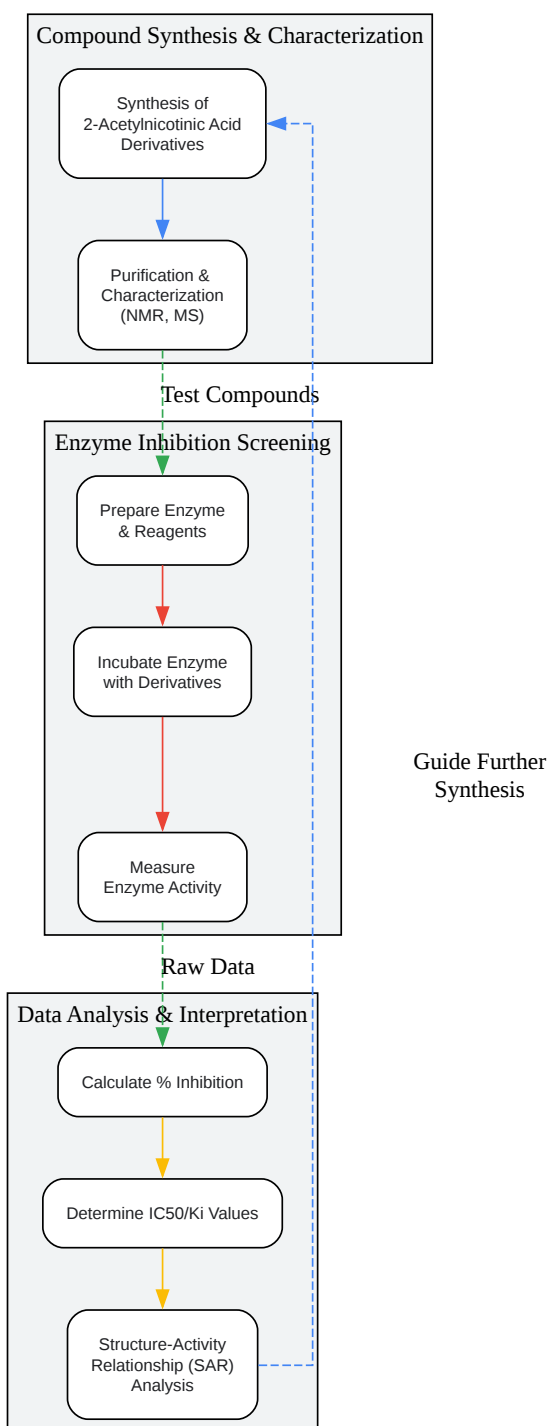 Compound Synthesis & Characterization
Synthesis of
2-Acetylnicotinic Acid
Derivatives
Purification &
Characterization
(NMR, MS)
Test Compounds
Enzyme Inhibition Screening
Prepare Enzyme
& Reagents
Incubate Enzyme
with Derivatives
Guide Further
Synthesis
Measure
Enzyme Activity
Raw Data
Data Analysis & Interpretation
Calculate % Inhibition
Determine IC50/Ki Values
Structure-Activity
Relationship (SAR)
Analysis